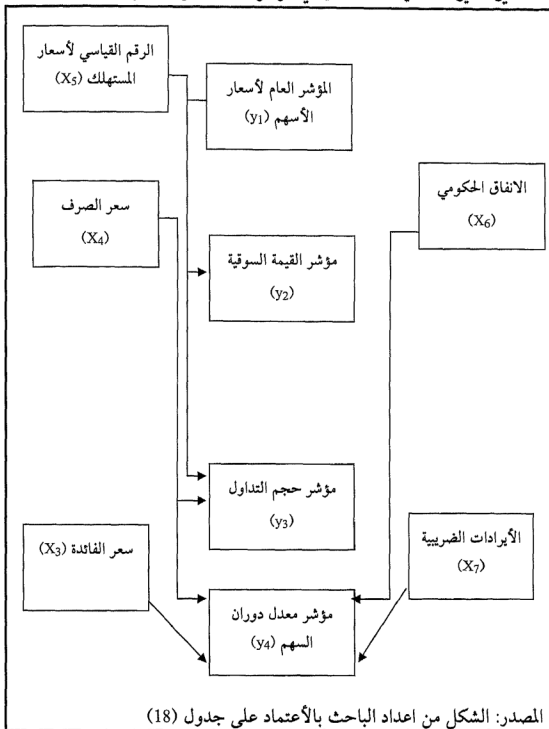 الرقم القياسي لأسعار
المستهلك (X5)
المؤشر العام لأسعار
الأسهم (y1)
سعر الصرف
(X4)
الانفاق الحكومي
(X6)
مؤشر القيمة السوقية
(y2)
مؤشر حجم التداول
(y3)
سعر الفائدة (X3)
الأيرادات الضريبية
(X7)
مؤشر معدل دوران
السهم (y4)
المصدر: الشكل من اعداد الباحث بالأعتماد على جدول (18)